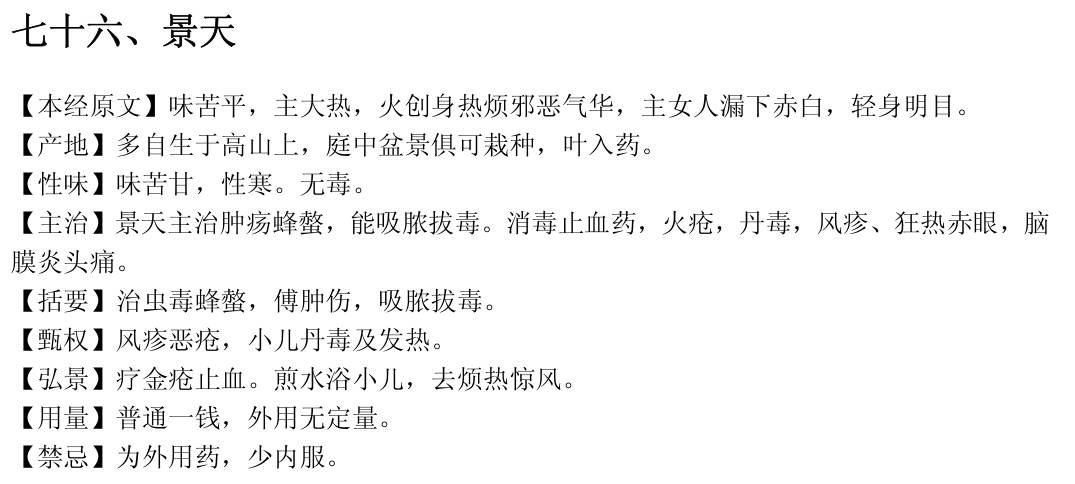 七十六、景天
【本经原文】味苦平，主大热，火创身热烦邪恶气华，主女人漏下赤白，轻身明目。
【产地】多自生于高山上，庭中盆景俱可栽种，叶入药。
【性味】味苦甘，性寒。无毒。
【主治】景天主治肿疡蜂螫，能吸脓拔毒。消毒止血药，火疮，丹毒，风疹、狂热赤眼，脑
膜炎头痛。
【括要】治虫毒蜂螫，傅肿伤，吸脓拔毒。
【甄权】风疹恶疮，小儿丹毒及发热。
【弘景】疗金疮止血。煎水浴小儿，去烦热惊风。
【用量】普通一钱，外用无定量。
【禁忌】为外用药，少内服。